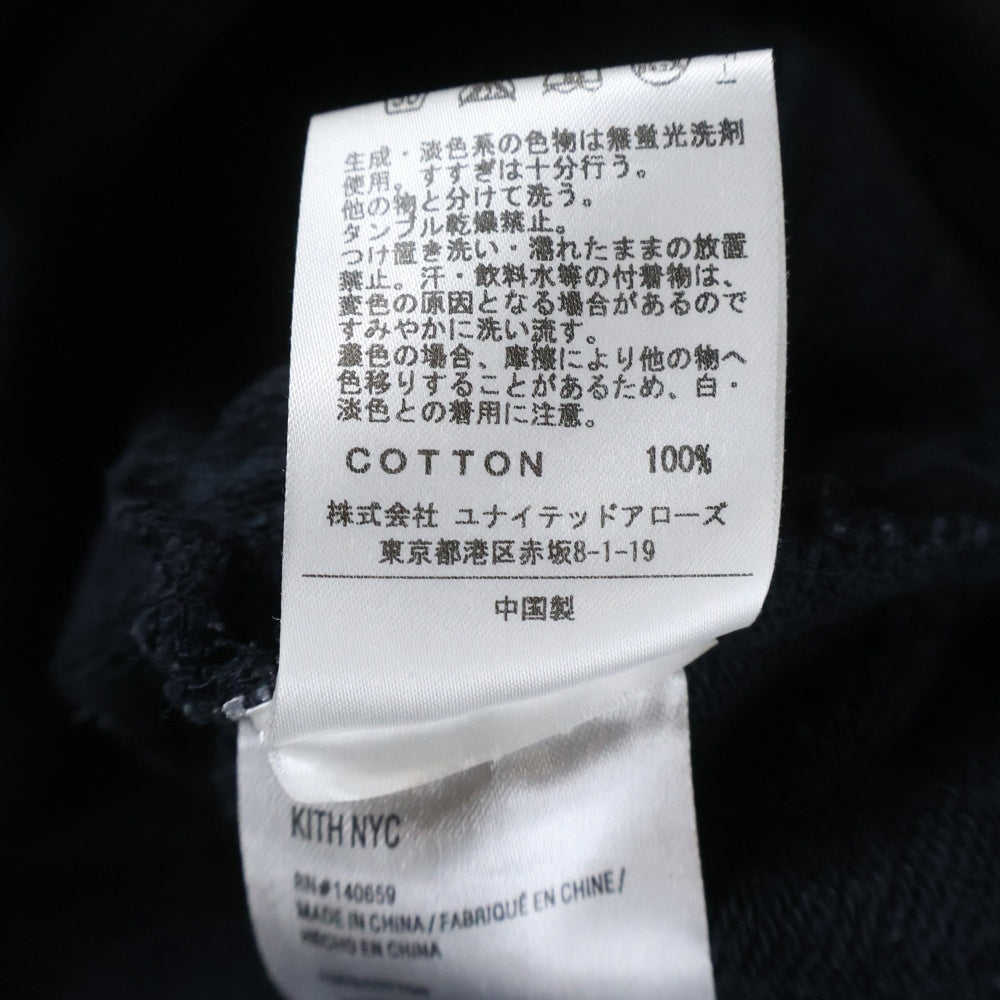 生成・淡色系の色物は無蛍光洗剤
使用。すすぎは十分行う。
他の物と分けて洗う。
タンブル乾燥禁止。
つけ置き洗い・濡れたままの放置
禁止。汗・飲料水等の付着物は、
変色の原因となる場合があるので
すみやかに洗い流す。
濃色の場合、摩擦により他の物へ
色移りすることがあるため、白・
淡色との着用に注意。
COTTON 100%
株式会社 ユナイテッドアローズ
東京都港区赤坂8-1-19
中国製
KITH NYC
RN#140659
MADE IN CHINA / FABRIQUÉ EN CHINE /
HECHO EN CHINA